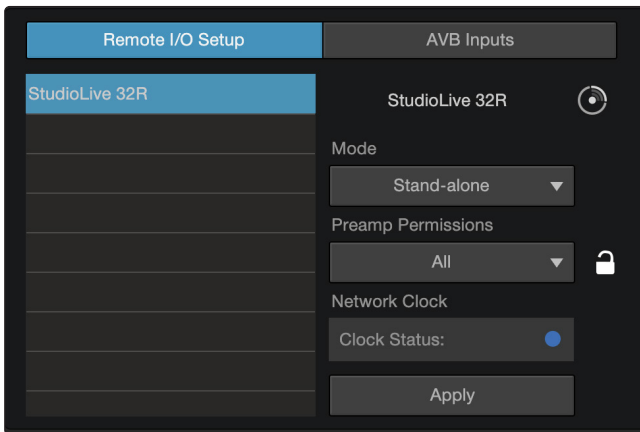 Remote I/O Setup
AVB Inputs
StudioLive 32R
StudioLive 32R
Mode
Stand-alone
Preamp Permissions
All
Network Clock
Clock Status:
Apply